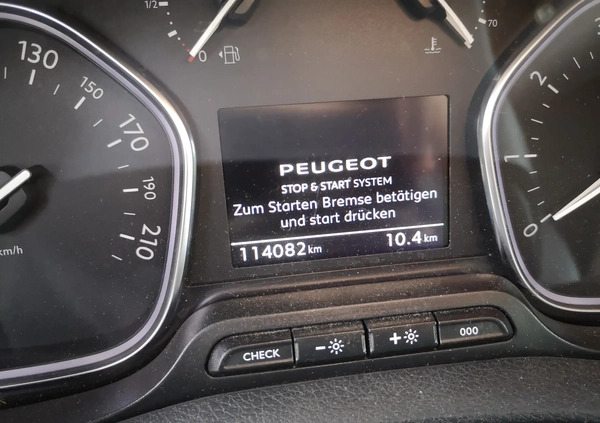 1/2
0
70
130
150
170
190
210
km/h
3
2
1
0
PEUGEOT
STOP & START SYSTEM
Zum Starten Bremse betätigen
und start drücken
114082 km
10.4 km
CHECK
-
+
000